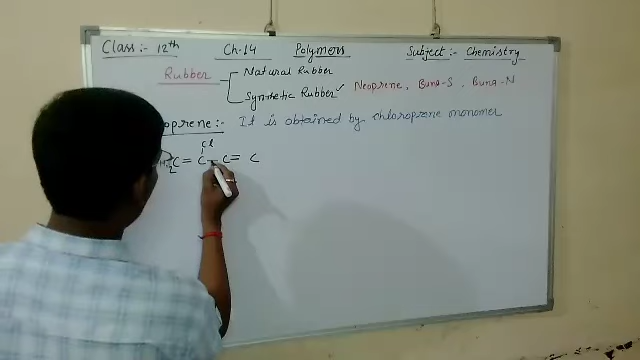 Class:- 12th Ch-14 Polymers Subject:- Chemistry
Rubber
Natural Rubber
Synthetic Rubber ✓ Neoprene, Buna-S, Buna-N
oprene:- It is obtained by chloroprene monomer
Cl
H2C = C - C = C